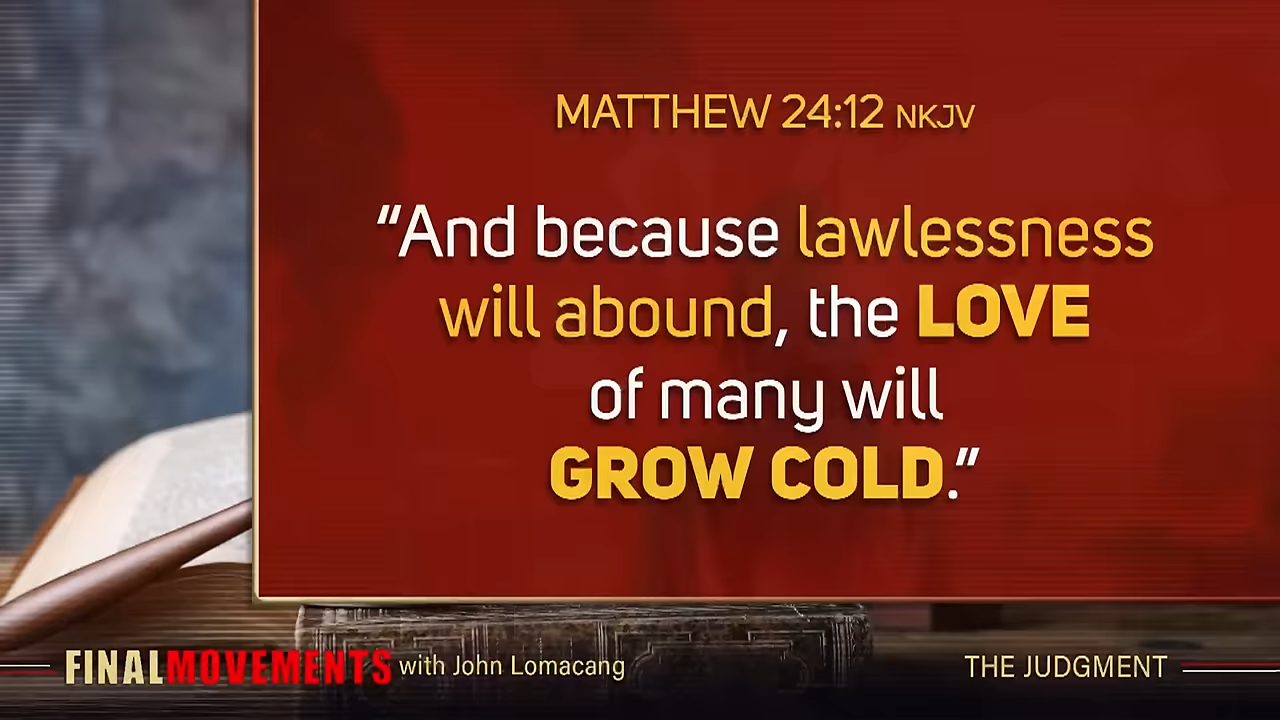 MATTHEW 24:12 NKJV
“And because lawlessness
will abound, the LOVE
of many will
GROW COLD.”
FINALMOVEMENTS with John Lomacang
THE JUDGMENT